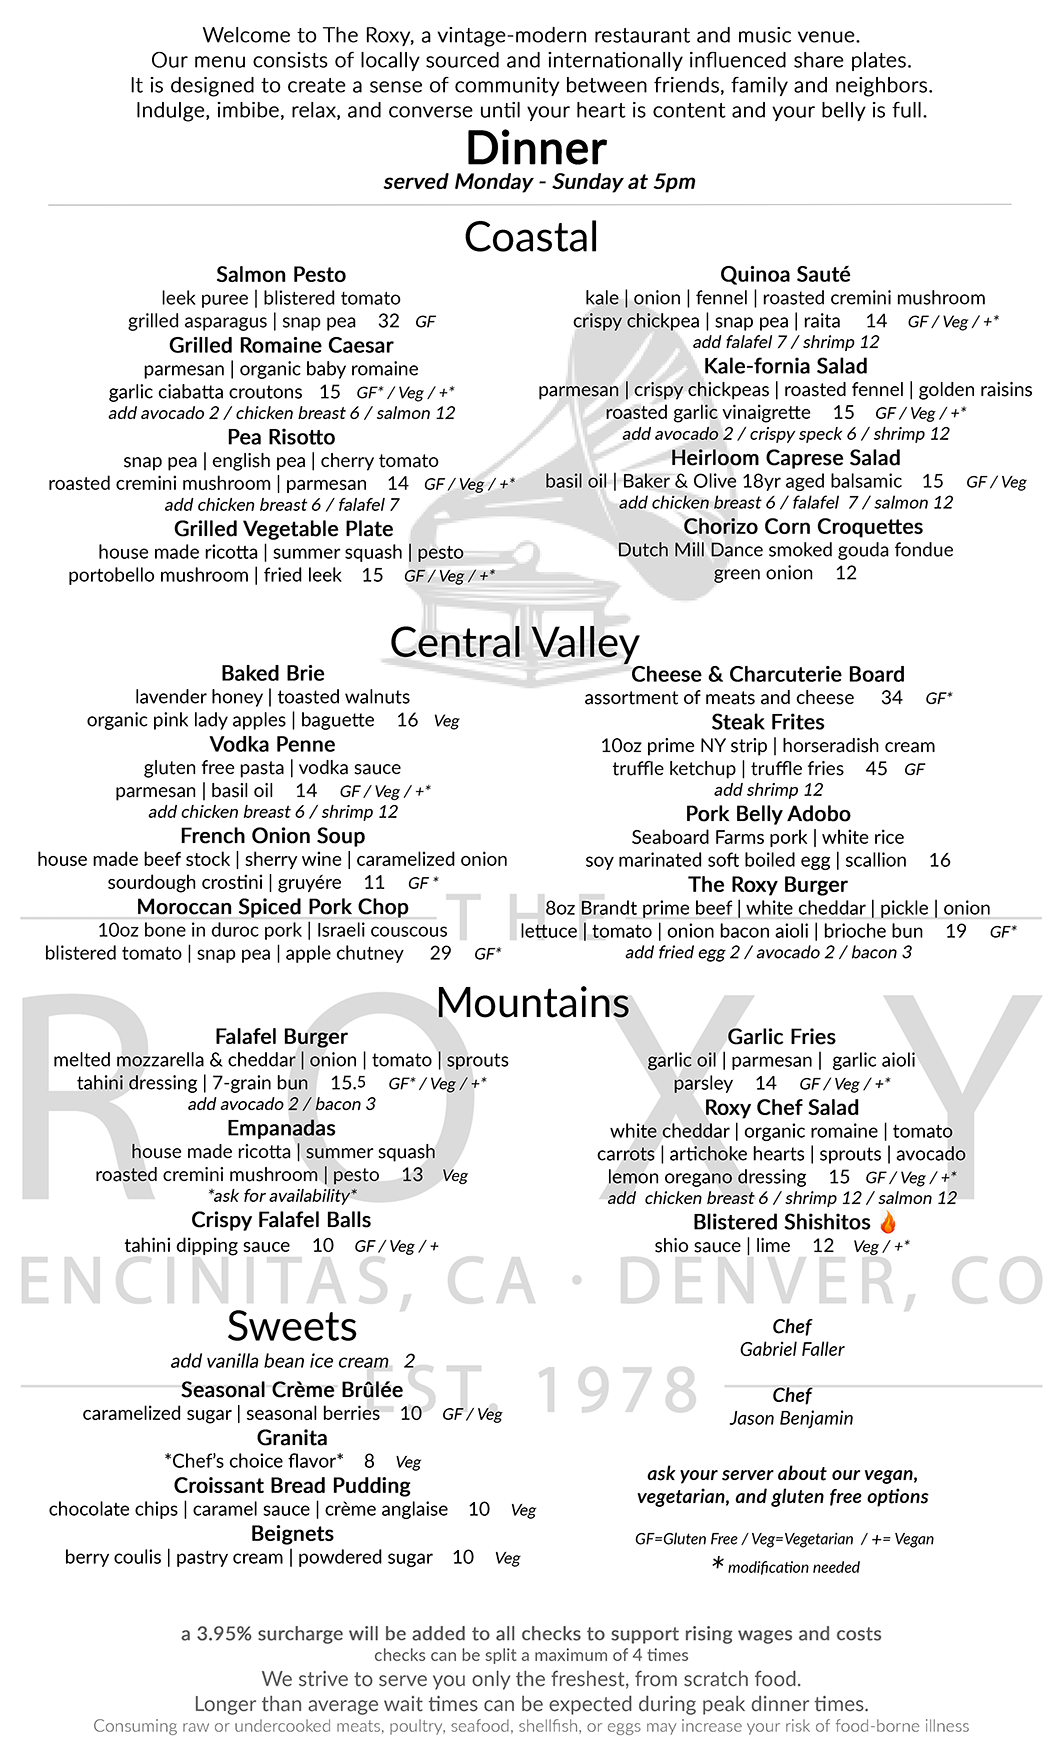 Welcome to The Roxy, a vintage-modern restaurant and music venue.
Our menu consists of locally sourced and internationally influenced share plates.
It is designed to create a sense of community between friends, family and neighbors.
Indulge, imbibe, relax, and converse until your heart is content and your belly is full.
Dinner
served Monday - Sunday at 5pm
Coastal
Salmon Pesto
leek puree | blistered tomato
grilled asparagus | snap pea 32 GF
Grilled Romaine Caesar
parmesan | organic baby romaine
garlic ciabatta croutons 15 GF* / Veg / +*
add avocado 2 / chicken breast 6 / salmon 12
Pea Risotto
snap pea | english pea | cherry tomato
roasted cremini mushroom | parmesan 14 GF / Veg / +*
add chicken breast 6 / falafel 7
Grilled Vegetable Plate
house made ricotta | summer squash | pesto
portobello mushroom | fried leek 15 GF / Veg / +*
Quinoa Sauté
kale | onion | fennel | roasted cremini mushroom
crispy chickpea | snap pea | raita 14 GF / Veg / +*
add falafel 7 / shrimp 12
Kale-fornia Salad
parmesan | crispy chickpeas | roasted fennel | golden raisins
roasted garlic vinaigrette 15 GF / Veg / +*
add avocado 2 / crispy speck 6 / shrimp 12
Heirloom Caprese Salad
basil oil | Baker & Olive 18yr aged balsamic 15 GF / Veg
add chicken breast 6 / falafel 7 / salmon 12
Chorizo Corn Croquettes
Dutch Mill Dance smoked gouda fondue
green onion 12
Central Valley
Baked Brie
lavender honey | toasted walnuts
organic pink lady apples | baguette 16 Veg
Vodka Penne
gluten free pasta | vodka sauce
parmesan | basil oil 14 GF / Veg / +*
add chicken breast 6 / shrimp 12
French Onion Soup
house made beef stock | sherry wine | caramelized onion
sourdough crostini | gruyére 11 GF *
Moroccan Spiced Pork Chop
10oz bone in duroc pork | Israeli couscous
blistered tomato | snap pea | apple chutney 29 GF*
Cheese & Charcuterie Board
assortment of meats and cheese 34 GF*
Steak Frites
10oz prime NY strip | horseradish cream
truffle ketchup | truffle fries 45 GF
add shrimp 12
Pork Belly Adobo
Seaboard Farms pork | white rice
soy marinated soft boiled egg | scallion 16
The Roxy Burger
8oz Brandt prime beef | white cheddar | pickle | onion
lettuce | tomato | onion bacon aioli | brioche bun 19 GF*
add fried egg 2 / avocado 2 / bacon 3
THE
ROXY
Mountains
Falafel Burger
melted mozzarella & cheddar | onion | tomato | sprouts
tahini dressing | 7-grain bun 15.5 GF* / Veg / +*
add avocado 2 / bacon 3
Empanadas
house made ricotta | summer squash
roasted cremini mushroom | pesto 13 Veg
*ask for availability*
Crispy Falafel Balls
tahini dipping sauce 10 GF / Veg / +
Garlic Fries
garlic oil | parmesan | garlic aioli
parsley 14 GF / Veg / +*
Roxy Chef Salad
white cheddar | organic romaine | tomato
carrots | artichoke hearts | sprouts | avocado
lemon oregano dressing 15 GF / Veg / +*
add chicken breast 6 / shrimp 12 / salmon 12
Blistered Shishitos 🔥
shio sauce | lime 12 Veg / +*
ENCINITAS, CA · DENVER, CO
EST. 1978
Sweets
add vanilla bean ice cream 2
Seasonal Crème Brûlée
caramelized sugar | seasonal berries 10 GF / Veg
Granita
*Chef's choice flavor* 8 Veg
Croissant Bread Pudding
chocolate chips | caramel sauce | crème anglaise 10 Veg
Beignets
berry coulis | pastry cream | powdered sugar 10 Veg
Chef
Gabriel Faller
Chef
Jason Benjamin
ask your server about our vegan,
vegetarian, and gluten free options
GF=Gluten Free / Veg=Vegetarian / += Vegan
* modification needed
a 3.95% surcharge will be added to all checks to support rising wages and costs
checks can be split a maximum of 4 times
We strive to serve you only the freshest, from scratch food.
Longer than average wait times can be expected during peak dinner times.
Consuming raw or undercooked meats, poultry, seafood, shellfish, or eggs may increase your risk of food-borne illness